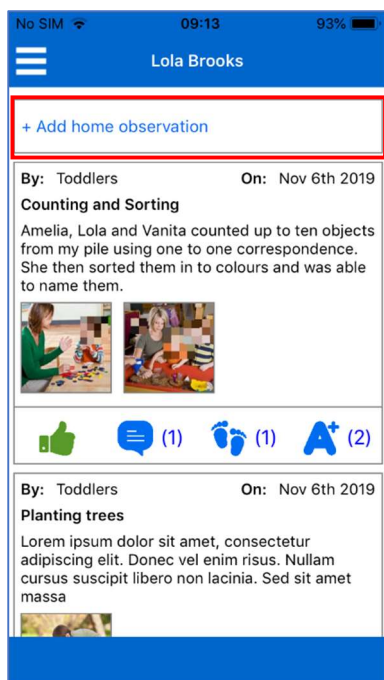 No SIM 09:13 93%
Lola Brooks
+ Add home observation
By: Toddlers On: Nov 6th 2019
Counting and Sorting
Amelia, Lola and Vanita counted up to ten objects
from my pile using one to one correspondence.
She then sorted them in to colours and was able
to name them.
(1) (1) A+ (2)
By: Toddlers On: Nov 6th 2019
Planting trees
Lorem ipsum dolor sit amet, consectetur
adipiscing elit. Donec vel enim risus. Nullam
cursus suscipit libero non lacinia. Sed sit amet
massa